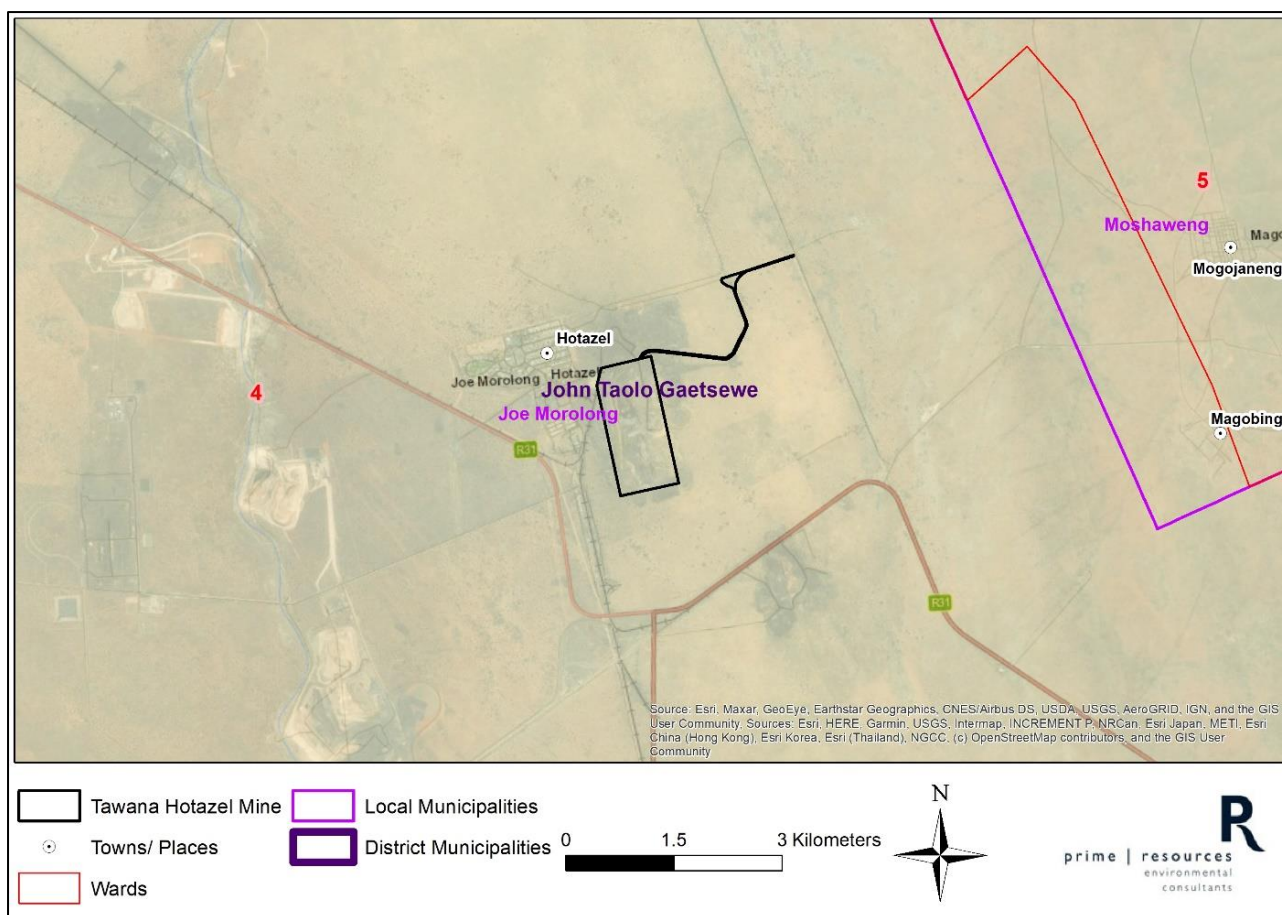 5
Moshaweng
Mago
Mogojaneng
Hotazel
Joe Morolong
Hotazel
John Taolo Gaetsewe
4
Joe Morolong
Magobing
R31
R31
Source: Esri, Maxar, GeoEye, Earthstar Geographics, CNES/Airbus DS, USDA, USGS, AeroGRID, IGN, and the GIS
User Community, Sources: Esri, HERE, Garmin, USGS, Intermap, INCREMENT P, NRCan, Esri Japan, METI, Esri
China (Hong Kong), Esri Korea, Esri (Thailand), NGCC, (c) OpenStreetMap contributors, and the GIS User
Community
Tawana Hotazel Mine
Local Municipalities
Towns/ Places
District Municipalities
Wards
0 1.5 3 Kilometers
N
R
prime | resources
environmental
consultants